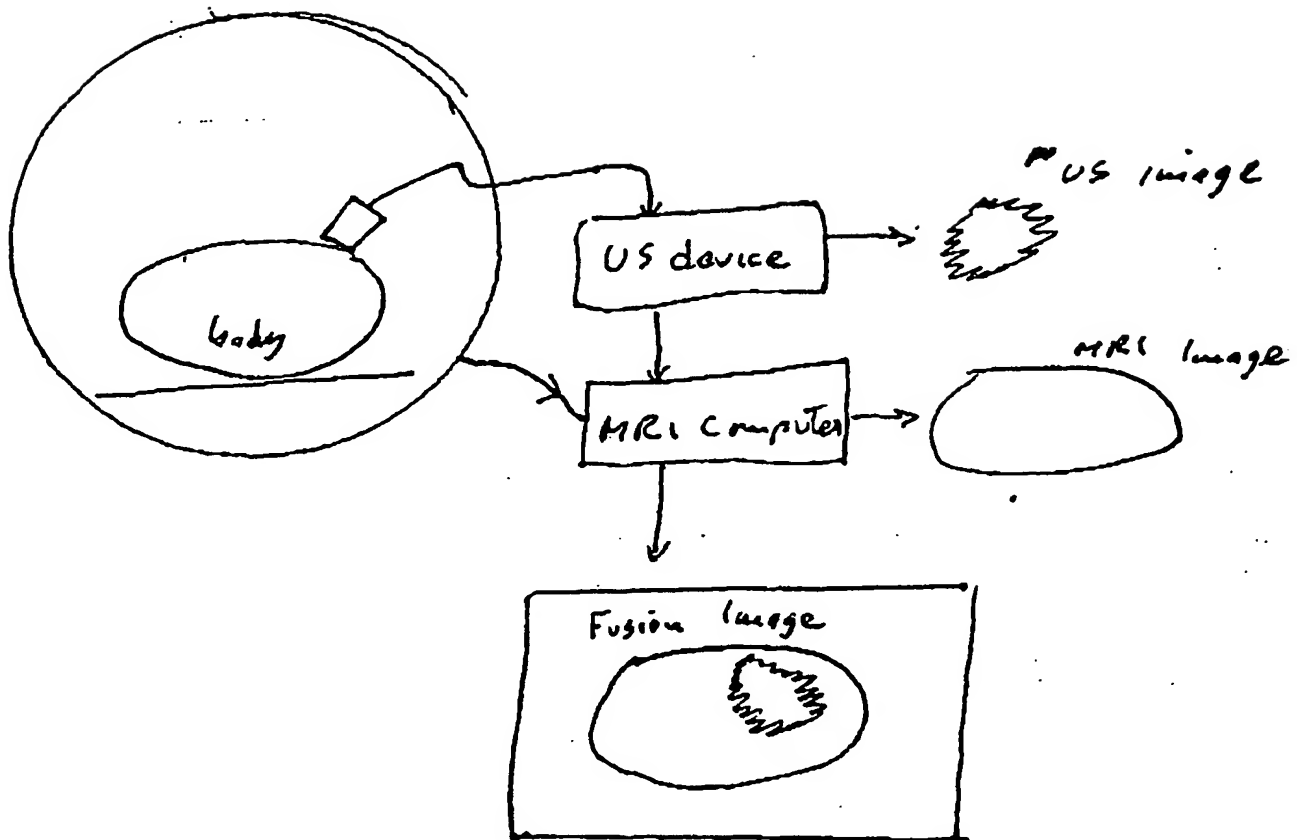 US image
US device
body
MRI Image
MRI Computer
Fusion Image